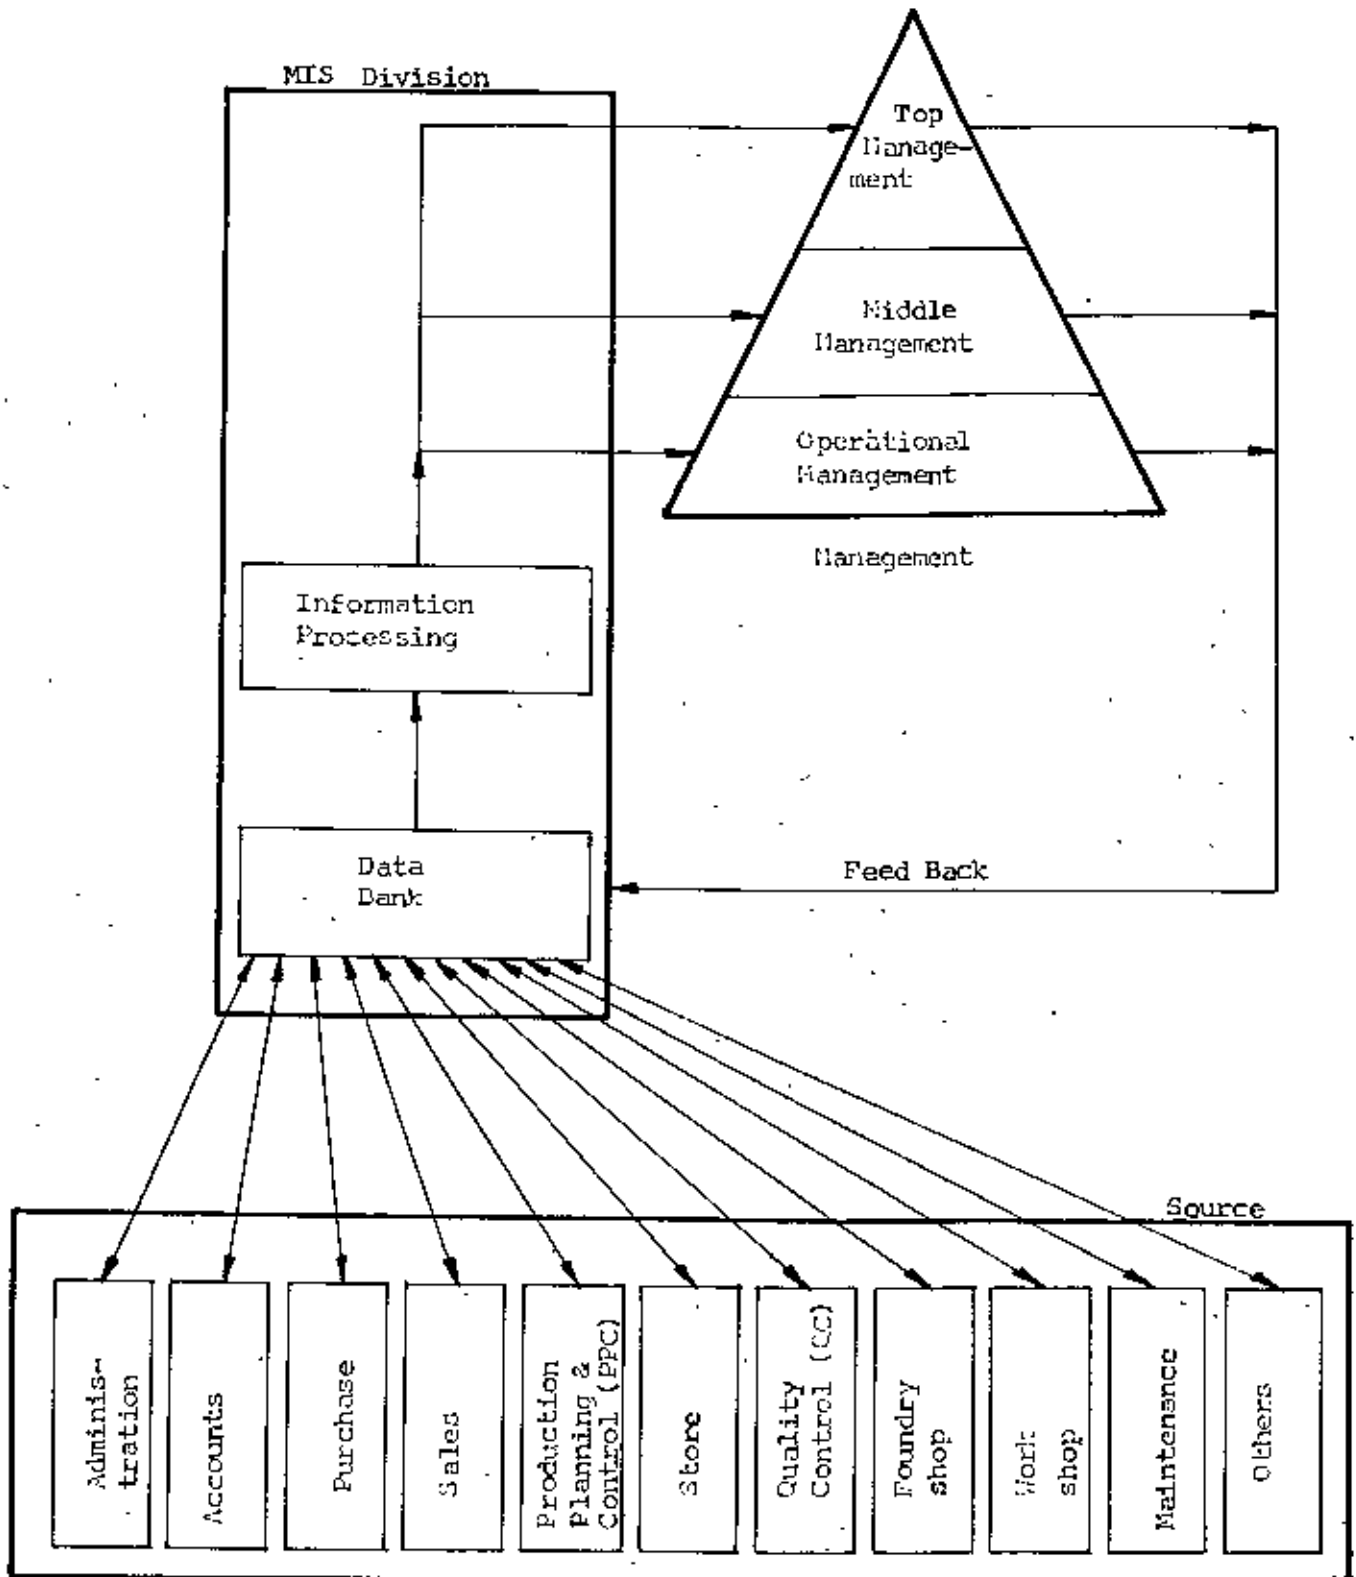 MIS Division
Top
Manage-
ment
Middle
Management
Operational
Management
Management
Information
Processing
Data
Bank
Feed Back
Source
Adminis-
tration
Accounts
Purchase
Sales
Production
Planning &
Control (PPC)
Store
Quality
Control (QC)
Foundry
shop
Work
shop
Maintenance
Others